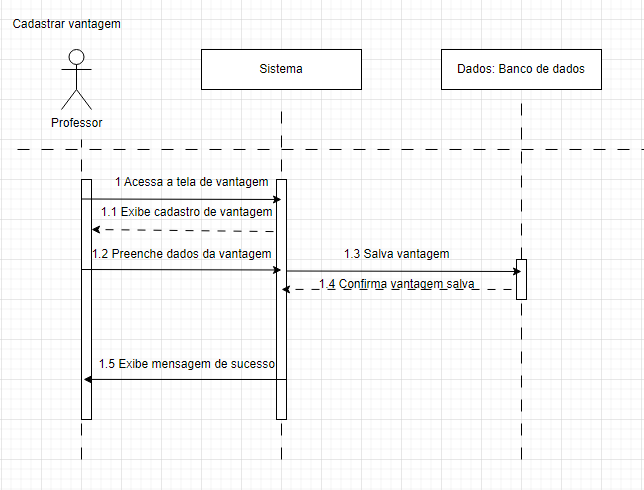 Cadastrar vantagem
Sistema
Dados: Banco de dados
Professor
1 Acessa a tela de vantagem
1.1 Exibe cadastro de vantagem
1.2 Preenche dados da vantagem
1.3 Salva vantagem
1.4 Confirma vantagem salva
1.5 Exibe mensagem de sucesso